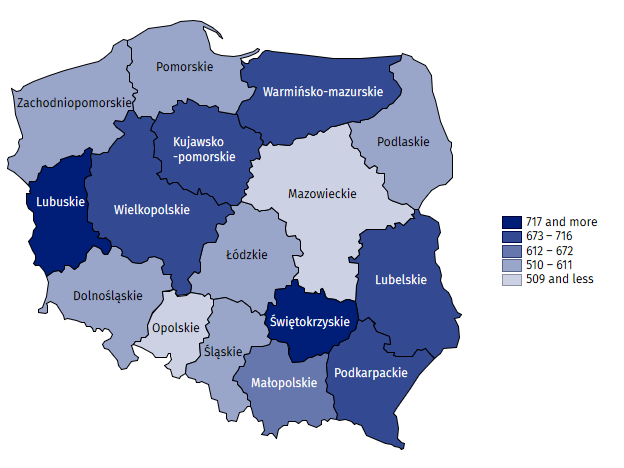 Pomorskie
Warmińsko-mazurskie
Zachodniopomorskie
Kujawsko
-pomorskie
Podlaskie
Mazowieckie
Lubuskie
Wielkopolskie
Łódzkie
Lubelskie
Dolnośląskie
Opolskie
Świętokrzyskie
Śląskie
Małopolskie
Podkarpackie
717 and more
673 – 716
612 – 672
510 – 611
509 and less